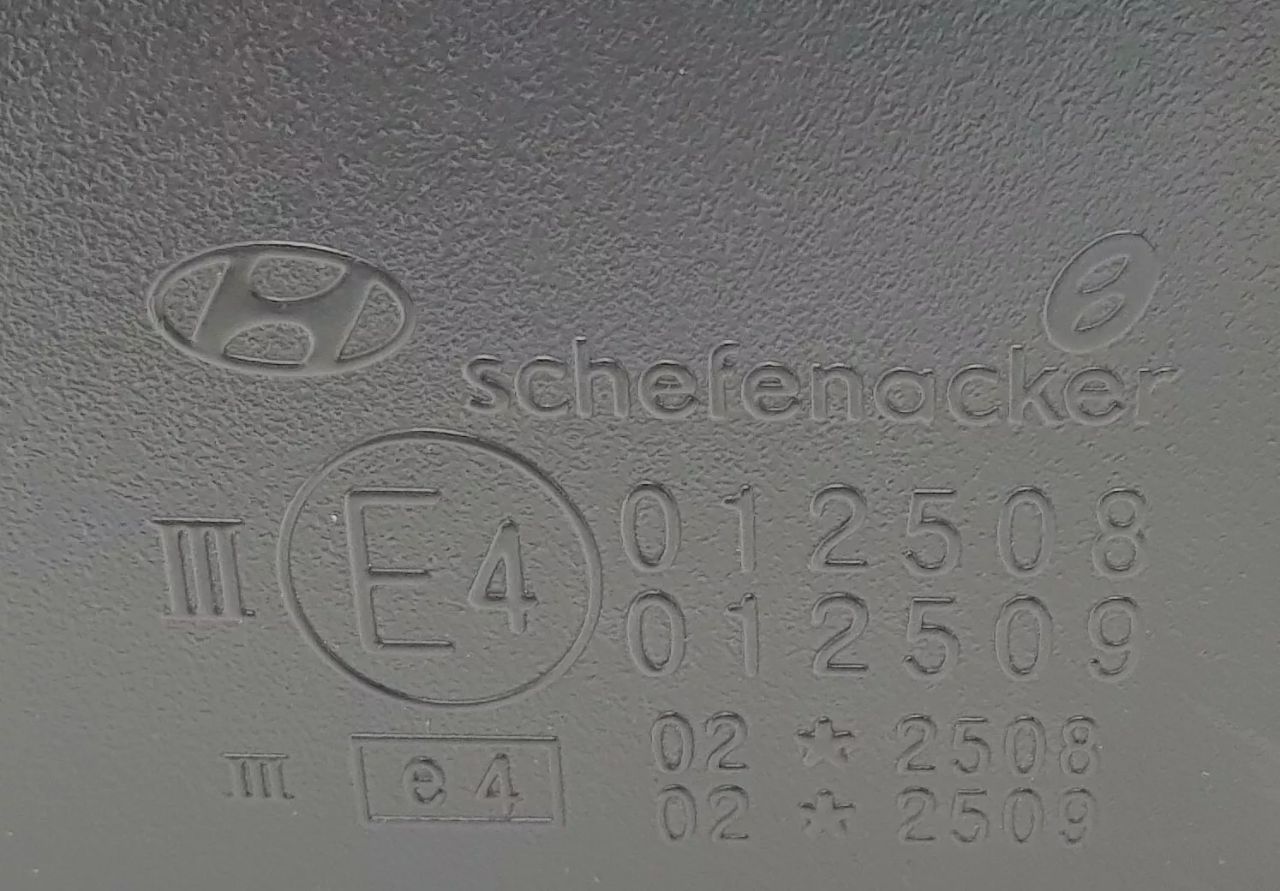 schefenacker
III E4 012508
012509
III e4 02 * 2508
02 * 2509